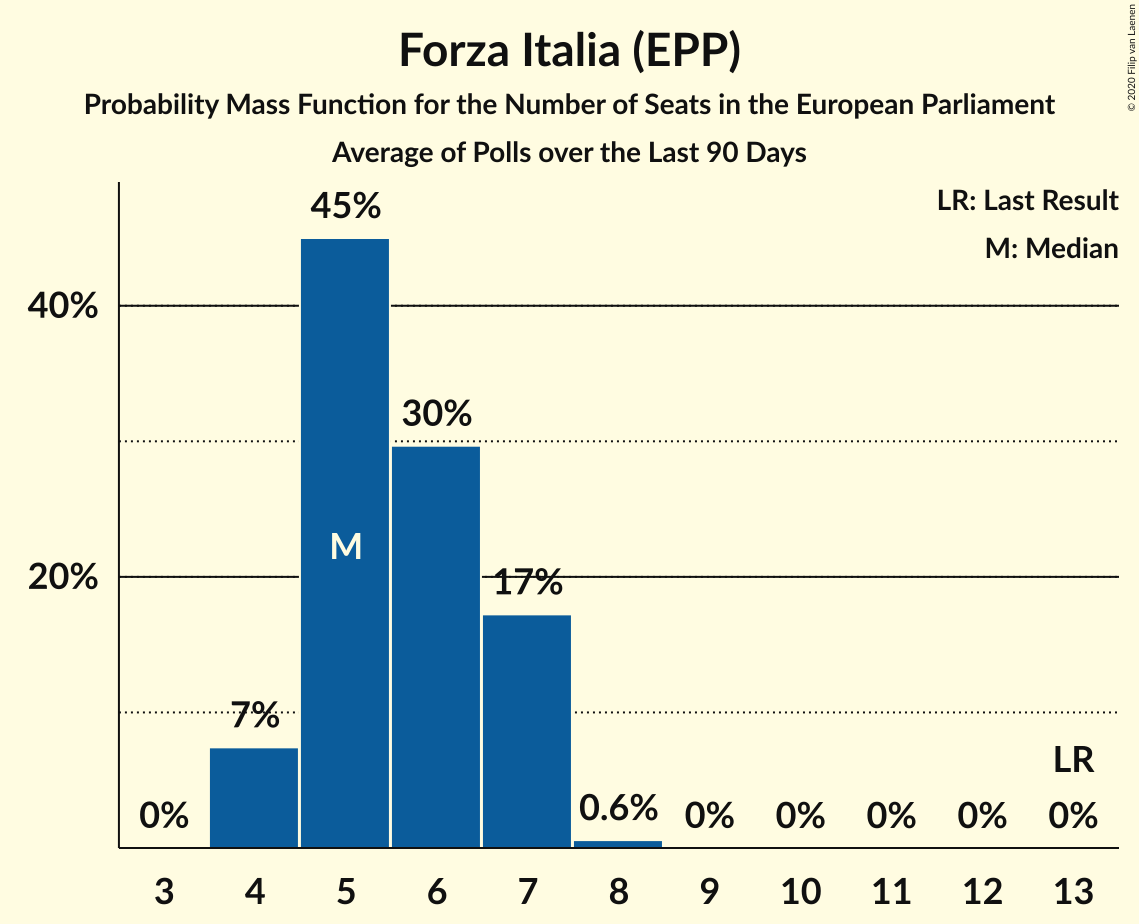 Forza Italia (EPP)
Probability Mass Function for the Number of Seats in the European Parliament
Average of Polls over the Last 90 Days
© 2020 Filip van Laenen
LR: Last Result
M: Median
45%
40%
30%
M
20%
17%
7%
LR
0%
0.6%
0%
0%
0%
0%
0%
3 4 5 6 7 8 9 10 11 12 13